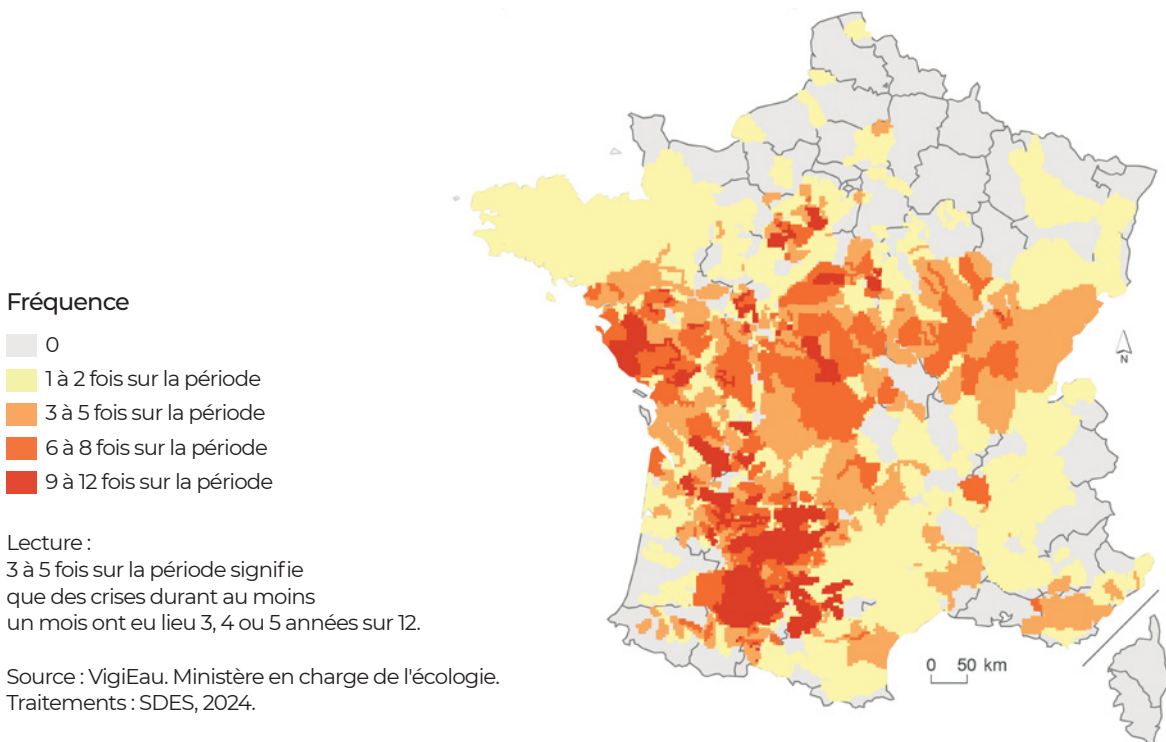 Fréquence
0
1 à 2 fois sur la période
3 à 5 fois sur la période
6 à 8 fois sur la période
9 à 12 fois sur la période
Lecture :
3 à 5 fois sur la période signifie
que des crises durant au moins
un mois ont eu lieu 3, 4 ou 5 années sur 12.
Source : VigiEau. Ministère en charge de l'écologie.
Traitements : SDES, 2024.
N
0 50 km